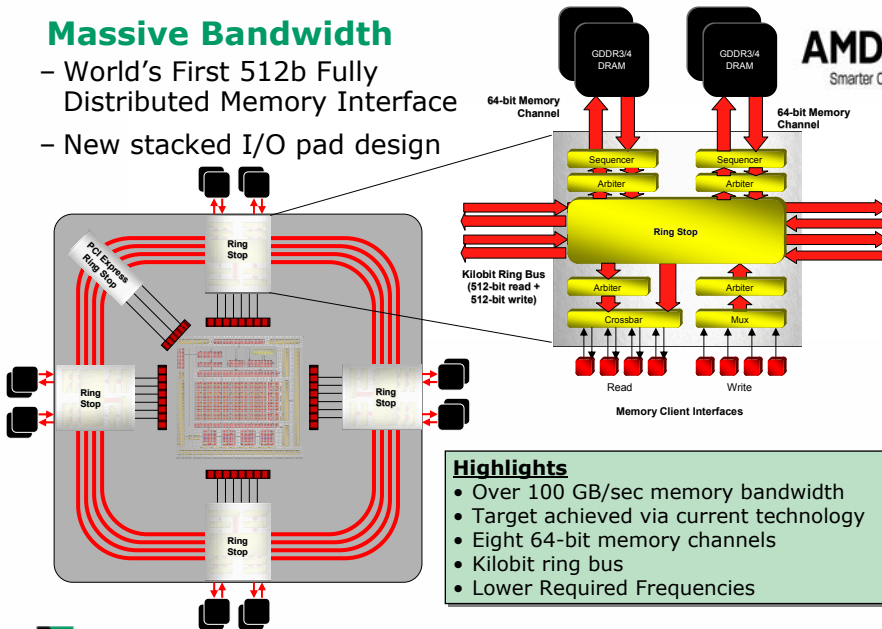 Massive Bandwidth
– World's First 512b Fully
Distributed Memory Interface
– New stacked I/O pad design
GDDR3/4
DRAM
GDDR3/4
DRAM
AMD
Smarter C
64-bit Memory
Channel
64-bit Memory
Channel
Sequencer
Sequencer
Arbiter
Arbiter
Ring Stop
Kilobit Ring Bus
(512-bit read +
512-bit write)
Arbiter
Arbiter
Crossbar
Mux
Read
Write
Memory Client Interfaces
Ring
Stop
PCI Express
Ring Stop
Ring
Stop
Ring
Stop
Ring
Stop
Highlights
• Over 100 GB/sec memory bandwidth
• Target achieved via current technology
• Eight 64-bit memory channels
• Kilobit ring bus
• Lower Required Frequencies